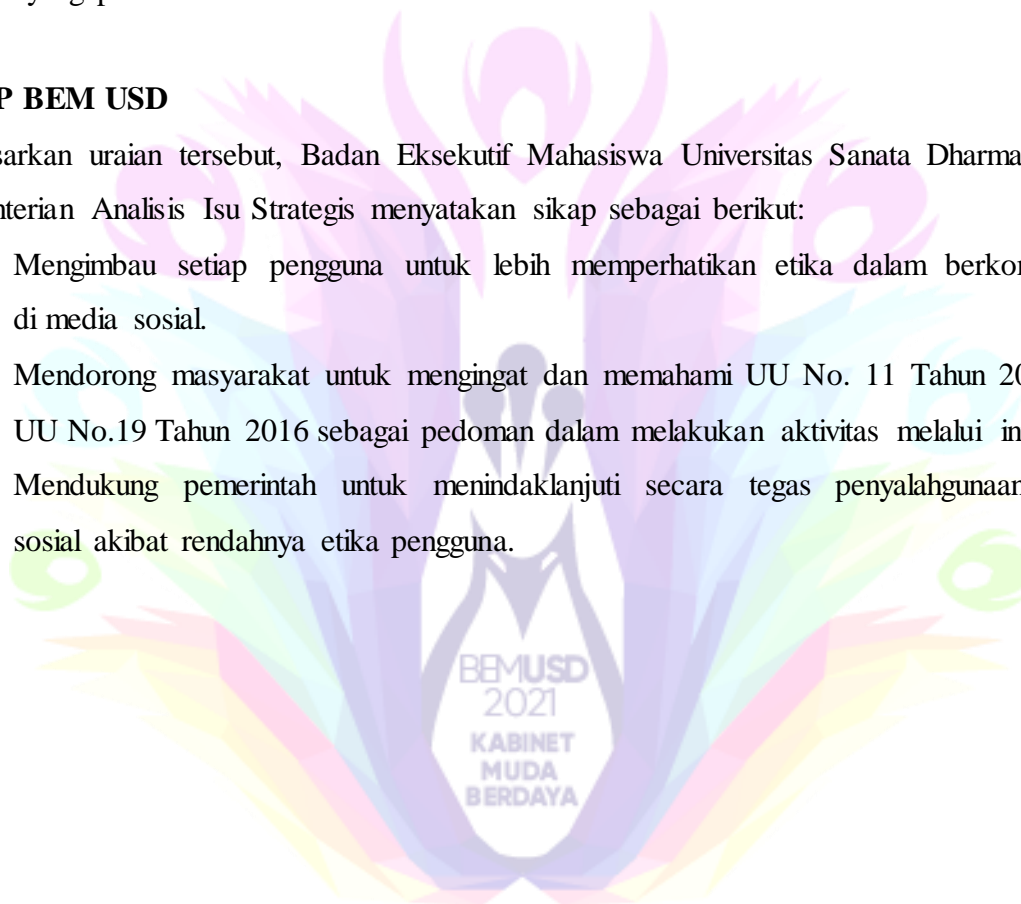 P BEM USD
sarkan uraian tersebut, Badan Eksekutif Mahasiswa Universitas Sanata Dharma
nterian Analisis Isu Strategis menyatakan sikap sebagai berikut:
Mengimbau setiap pengguna untuk lebih memperhatikan etika dalam berko
di media sosial.
Mendorong masyarakat untuk mengingat dan memahami UU No. 11 Tahun 20
UU No.19 Tahun 2016 sebagai pedoman dalam melakukan aktivitas melalui in
Mendukung pemerintah untuk menindaklanjuti secara tegas penyalahgunaan
sosial akibat rendahnya etika pengguna.
BEMUSD
2021
KABINET
MUDA
BERDAYA